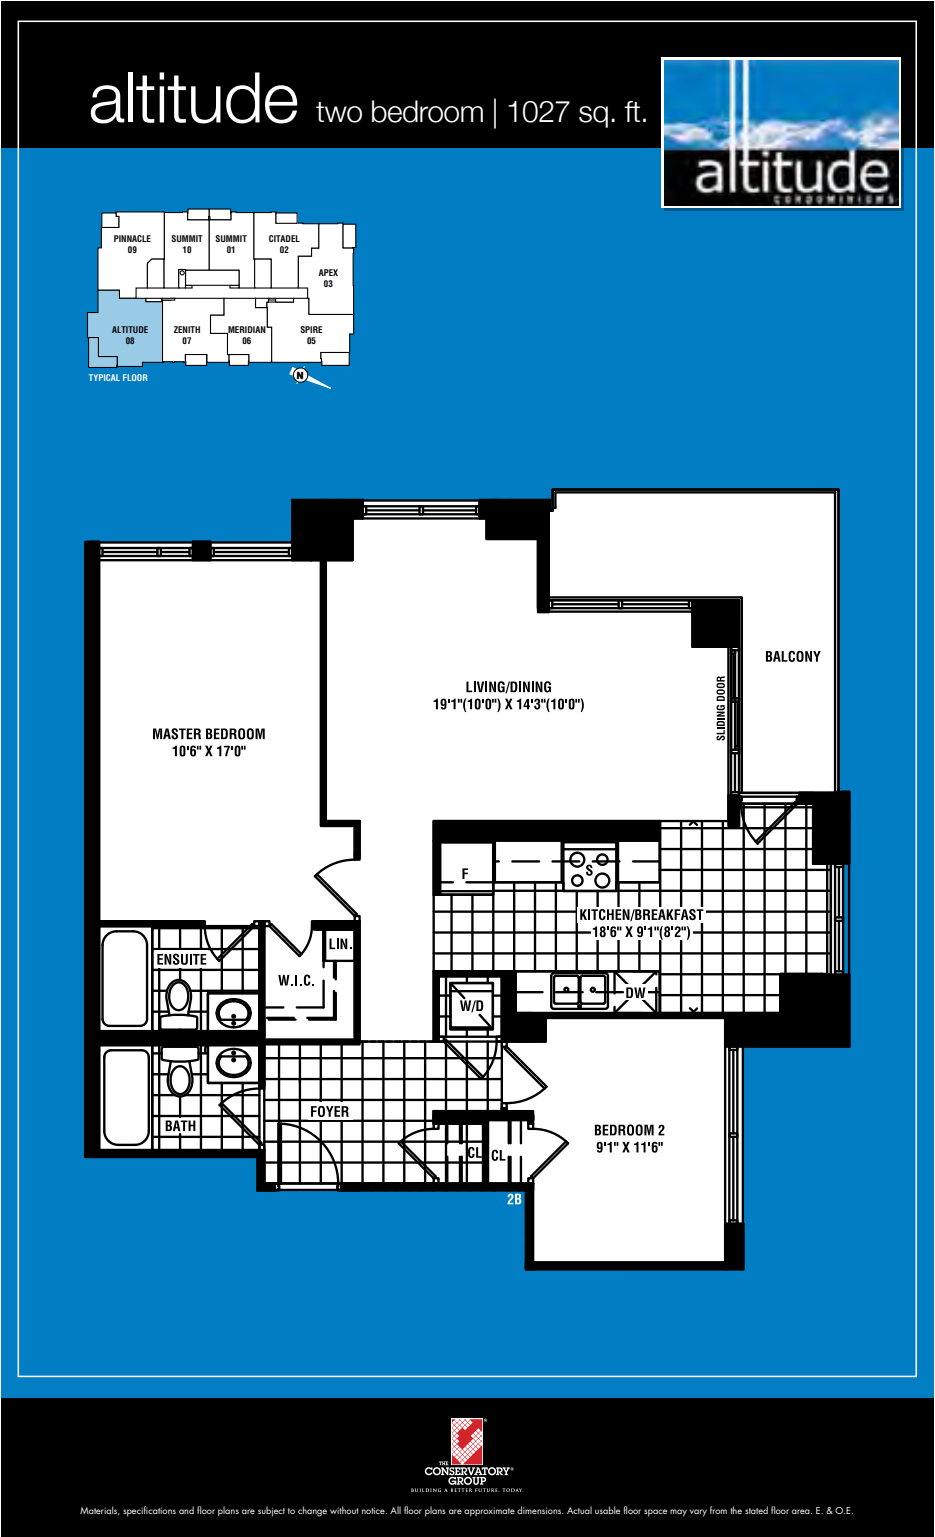 altitude two bedroom | 1027 sq. ft.
altitude
CONDOMINIUMS
PINNACLE
09
SUMMIT
10
SUMMIT
01
CITADEL
02
APEX
03
ALTITUDE
08
ZENITH
07
MERIDIAN
06
SPIRE
05
TYPICAL FLOOR
N
BALCONY
SLIDING DOOR
LIVING/DINING
19'1"(10'0") X 14'3"(10'0")
MASTER BEDROOM
10'6" X 17'0"
F
S
KITCHEN/BREAKFAST
18'6" X 9'1"(8'2")
LIN.
ENSUITE
W.I.C.
W/D
DW
FOYER
BATH
BEDROOM 2
9'1" X 11'6"
CL
CL
2B
THE
CONSERVATORY®
GROUP
BUILDING A BETTER FUTURE. TODAY.
Materials, specifications and floor plans are subject to change without notice. All floor plans are approximate dimensions. Actual usable floor space may vary from the stated floor area. E. & O.E.